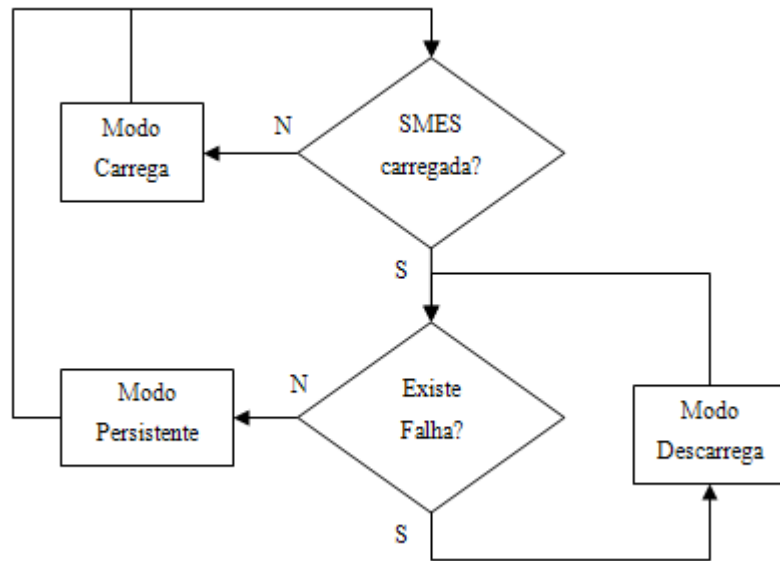 SMES
carregada?
N
Modo
Carrega
S
Existe
Falha?
N
Modo
Persistente
S
Modo
Descarrega